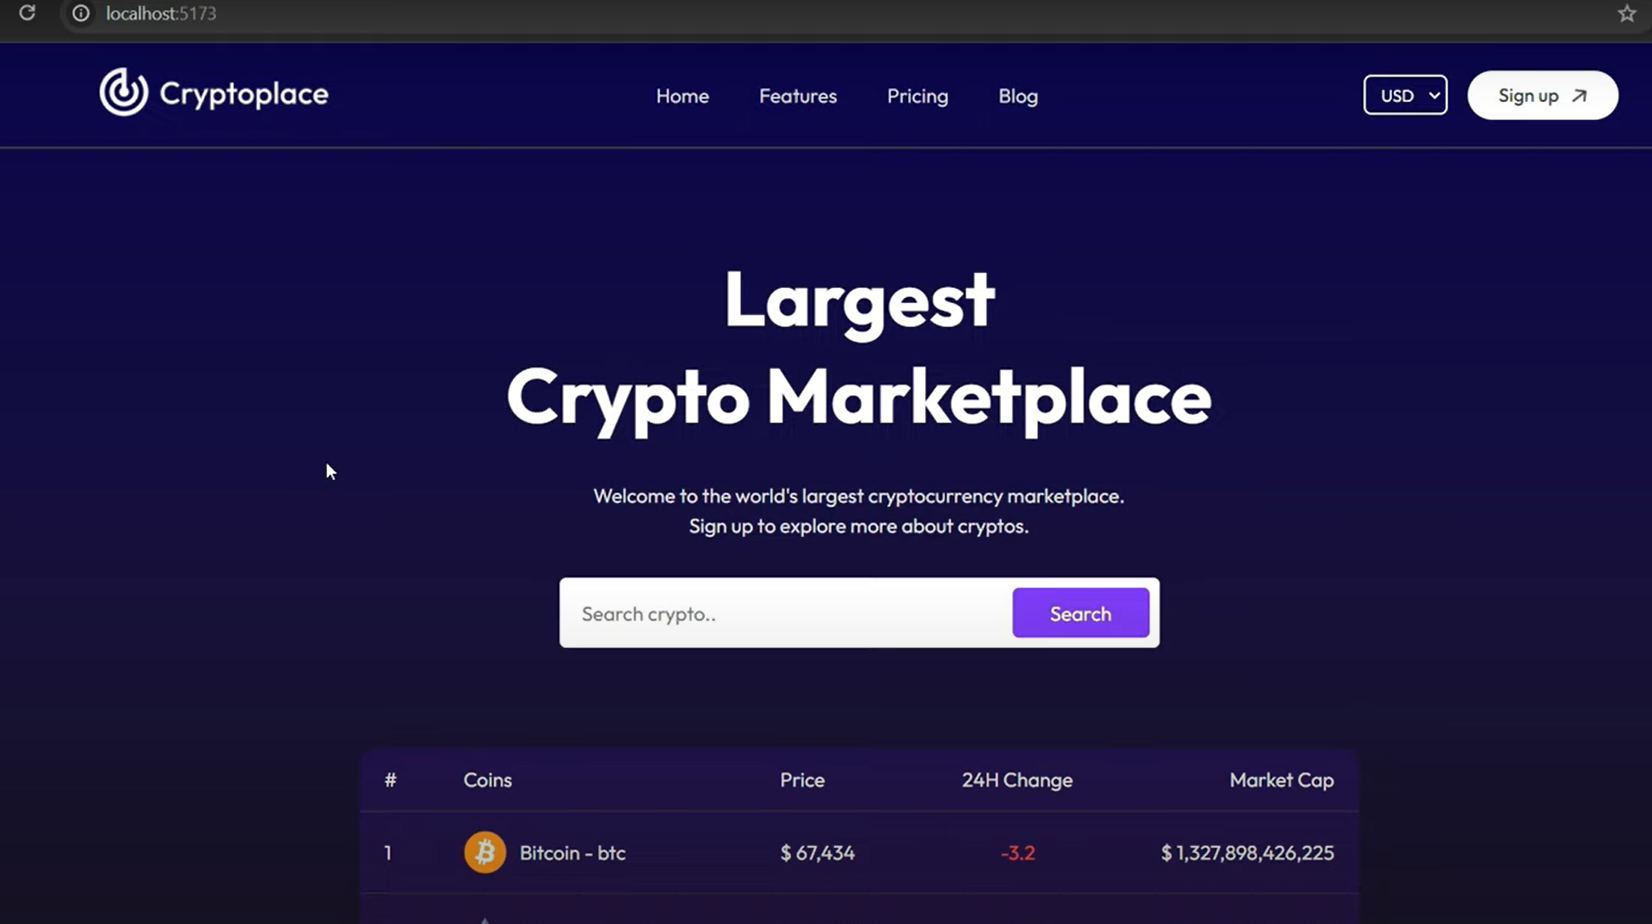 localhost:5173
Cryptoplace Home Features Pricing Blog USD Sign up
Largest
Crypto Marketplace
Welcome to the world's largest cryptocurrency marketplace.
Sign up to explore more about cryptos.
Search crypto.. Search
# Coins Price 24H Change Market Cap
1 Bitcoin - btc $ 67,434 -3.2 $ 1,327,898,426,225